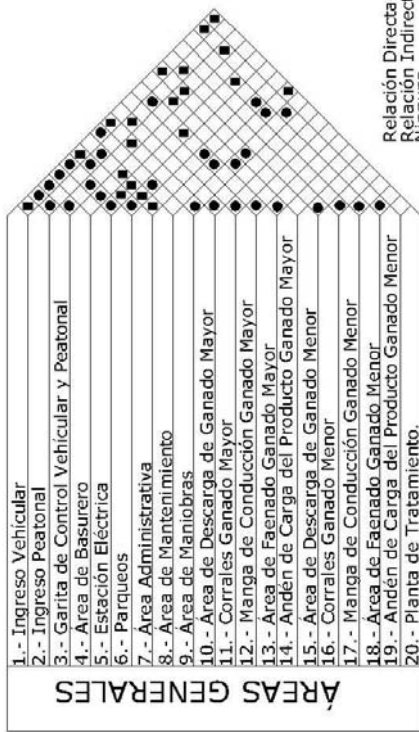 ÁREAS GENERALES
1.- Ingreso Vehícular
2.- Ingreso Peatonal
3.- Garita de Control Vehícular y Peatonal
4.- Área de Basurero
5.- Estación Eléctrica
6.- Parqueos
7.- Área Administrativa
8.- Área de Mantenimiento
9.- Área de Maniobras
10.- Área de Descarga de Ganado Mayor
11.- Corrales Ganado Mayor
12.- Manga de Conducción Ganado Mayor
13.- Área de Faenado Ganado Mayor
14.- Andén de Carga del Producto Ganado Mayor
15.- Área de Descarga de Ganado Menor
16.- Corrales Ganado Menor
17.- Manga de Conducción Ganado Menor
18.- Área de Faenado Ganado Menor
19.- Andén de Carga del Producto Ganado Menor
20.- Planta de Tratamiento.
Relación Directa
Relación Indirect